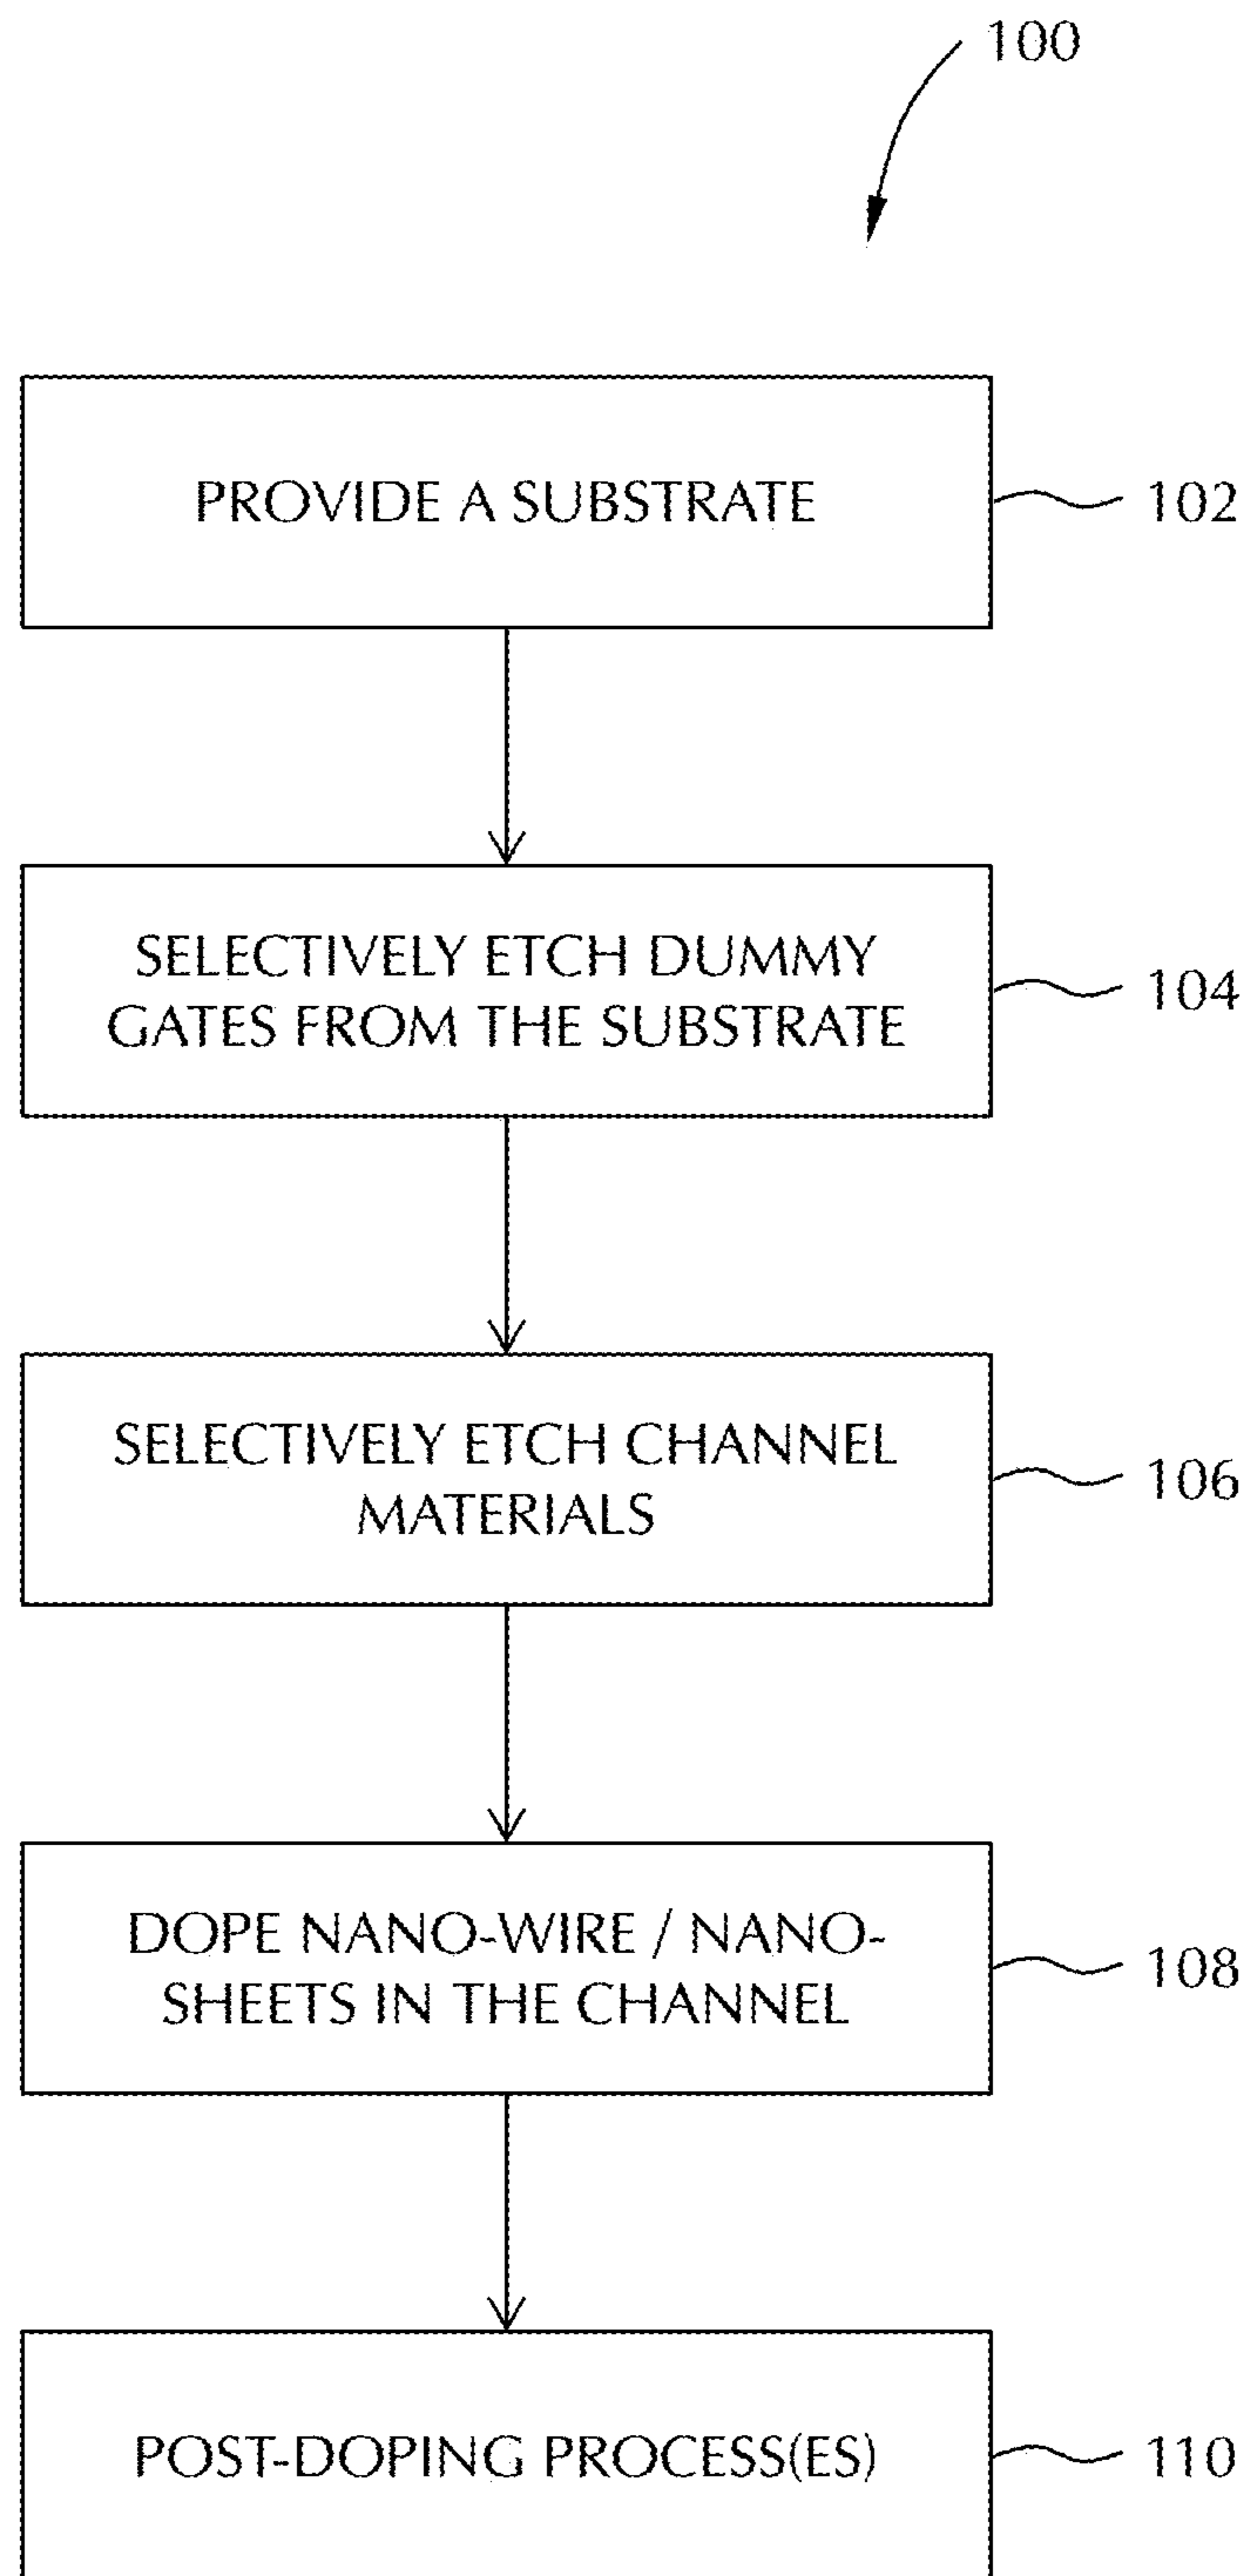 100
PROVIDE A SUBSTRATE
102
SELECTIVELY ETCH DUMMY
GATES FROM THE SUBSTRATE
104
SELECTIVELY ETCH CHANNEL
MATERIALS
106
DOPE NANO-WIRE / NANO-
SHEETS IN THE CHANNEL
108
POST-DOPING PROCESS(ES)
110